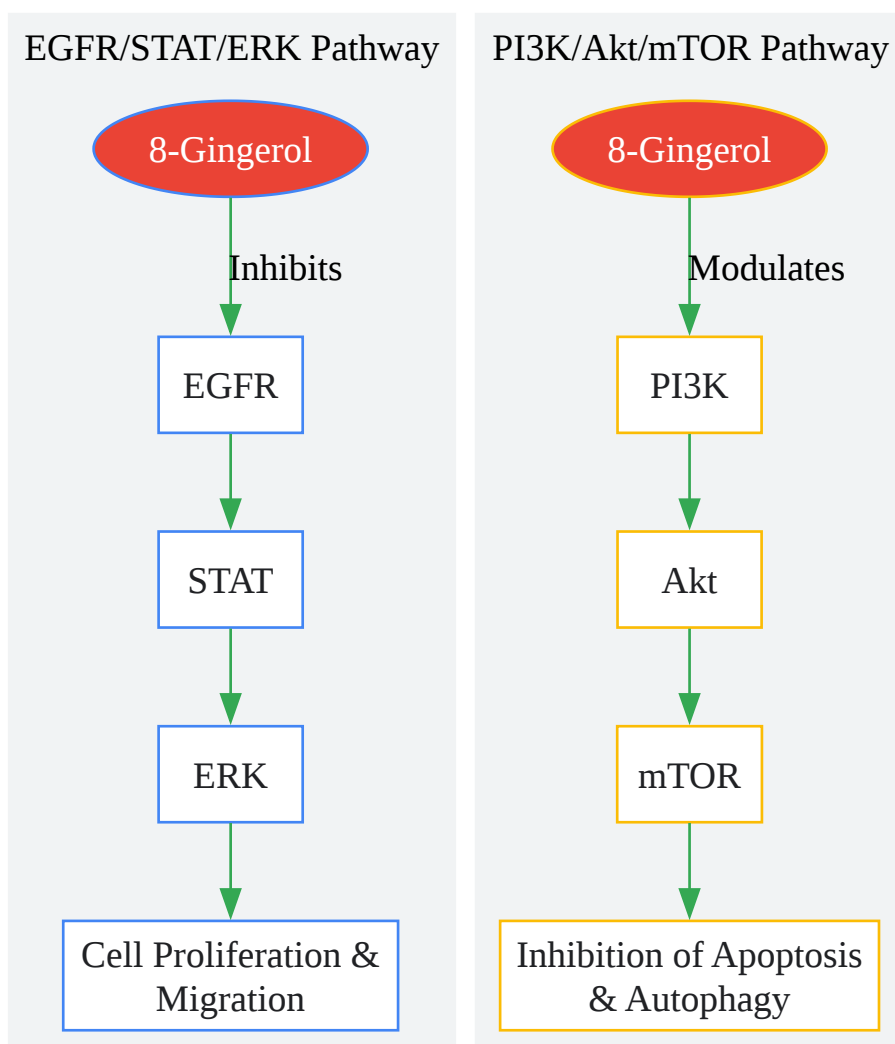 EGFR/STAT/ERK Pathway
8-Gingerol
Inhibits
EGFR
STAT
ERK
Cell Proliferation &
Migration
PI3K/Akt/mTOR Pathway
8-Gingerol
Modulates
PI3K
Akt
mTOR
Inhibition of Apoptosis
& Autophagy